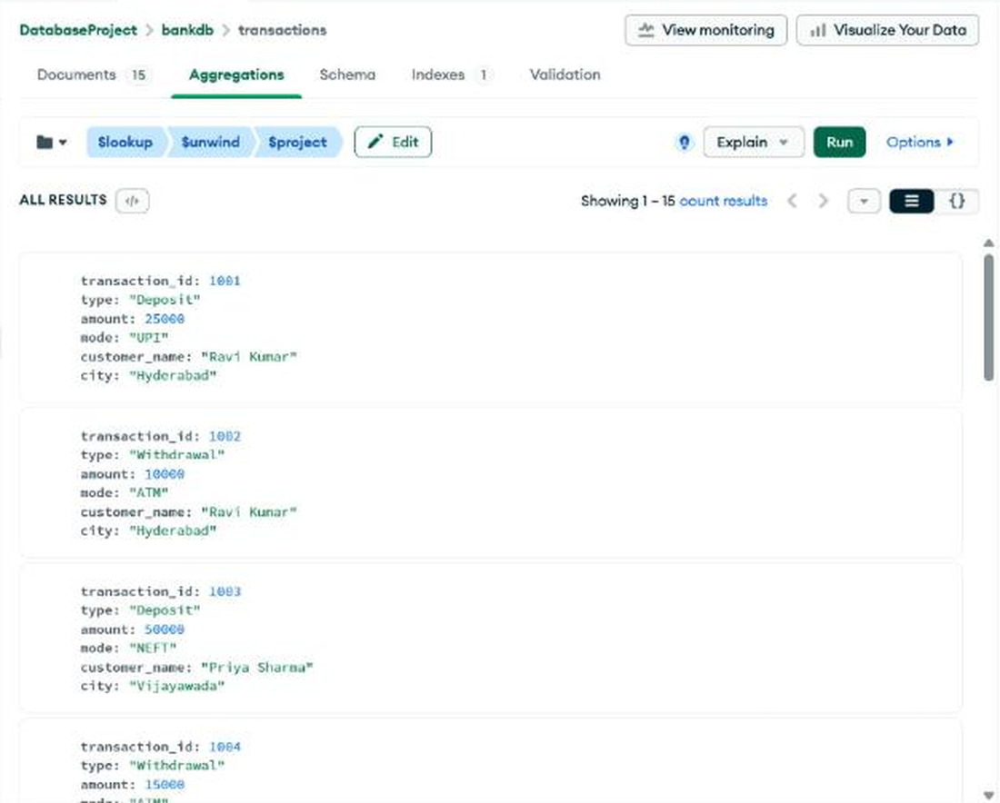 DatabaseProject > bankdb > transactions
View monitoring
Visualize Your Data
Documents 15 Aggregations Schema Indexes 1 Validation
$lookup $unwind $project Edit
Explain Run Options
ALL RESULTS </>
Showing 1 – 15 count results
{}
transaction_id: 1001
type: "Deposit"
amount: 25000
mode: "UPI"
customer_name: "Ravi Kumar"
city: "Hyderabad"
transaction_id: 1002
type: "Withdrawal"
amount: 10000
mode: "ATM"
customer_name: "Ravi Kumar"
city: "Hyderabad"
transaction_id: 1003
type: "Deposit"
amount: 50000
mode: "NEFT"
customer_name: "Priya Sharma"
city: "Vijayawada"
transaction_id: 1004
type: "Withdrawal"
amount: 15000
mode: "ATM"